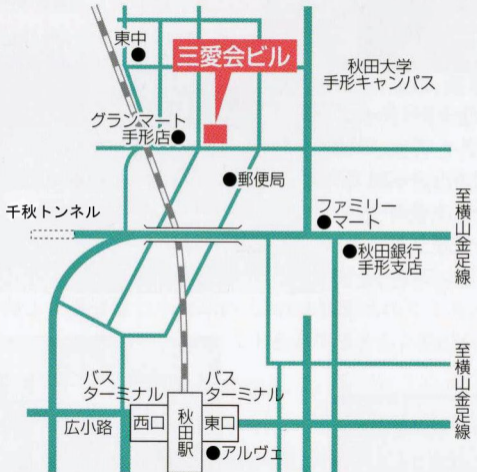 東中
三愛会ビル
秋田大学
手形キャンパス
グランマート
手形店
郵便局
千秋トンネル
ファミリー
マート
至横山金足線
秋田銀行
手形支店
至横山金足線
バス
ターミナル
バス
ターミナル
広小路
西口
秋田駅
東口
アルヴェ